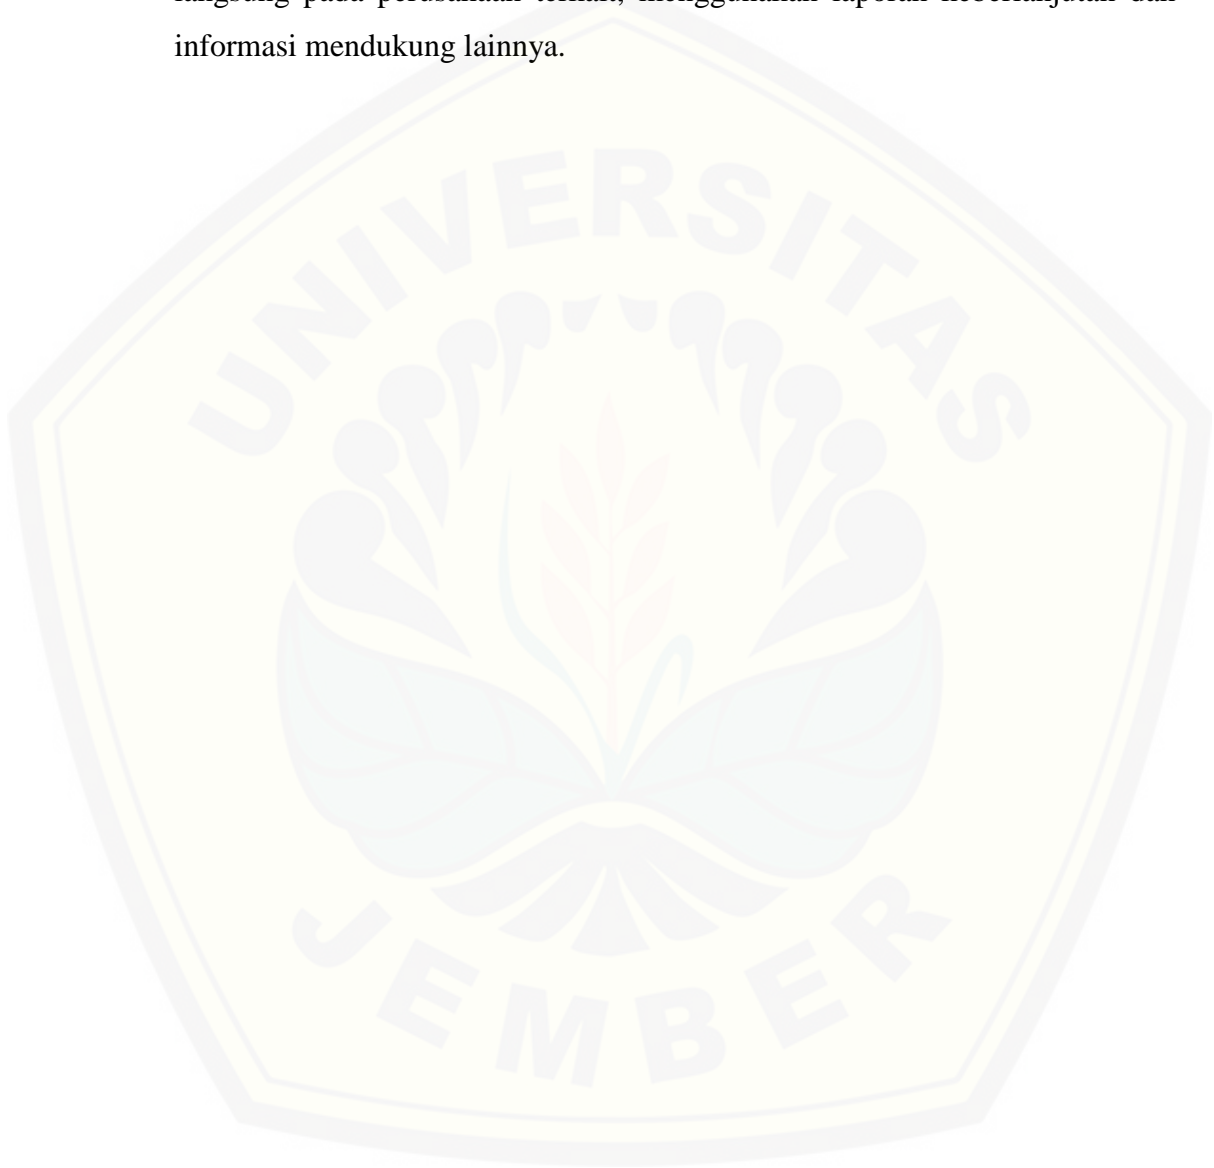 langsung pada perusahaan terkait, menggunakan laporan keberlanjutan dan
informasi mendukung lainnya.
UNIVERSITAS
JEMBER